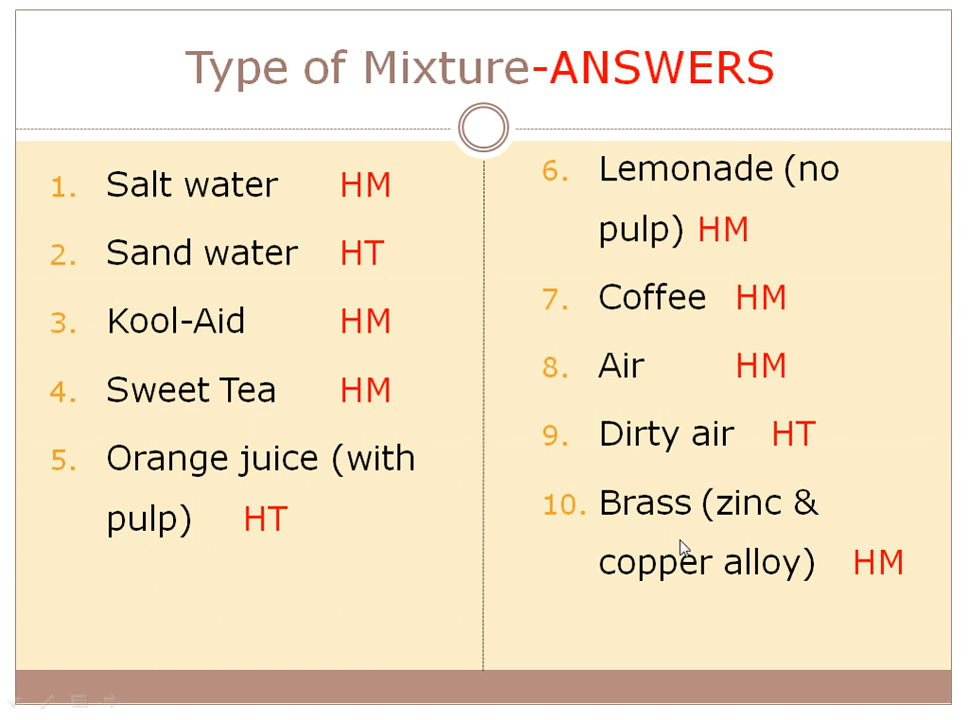 Type of Mixture-ANSWERS
1. Salt water HM
2. Sand water HT
3. Kool-Aid HM
4. Sweet Tea HM
5. Orange juice (with
pulp) HT
6. Lemonade (no
pulp) HM
7. Coffee HM
8. Air HM
9. Dirty air HT
10. Brass (zinc &
copper alloy) HM